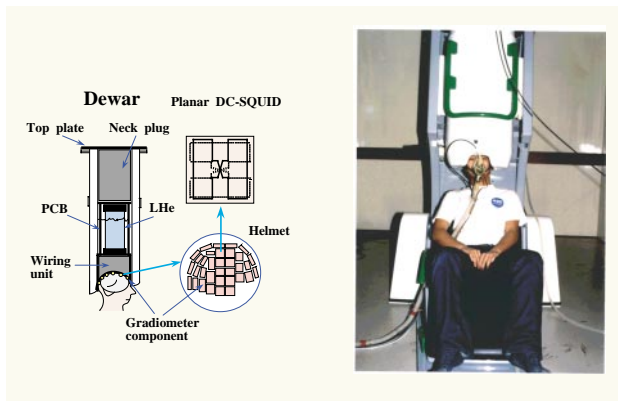 Dewar
Planar DC-SQUID
Top plate
Neck plug
PCB
LHe
Helmet
Wiring
unit
Gradiometer
component